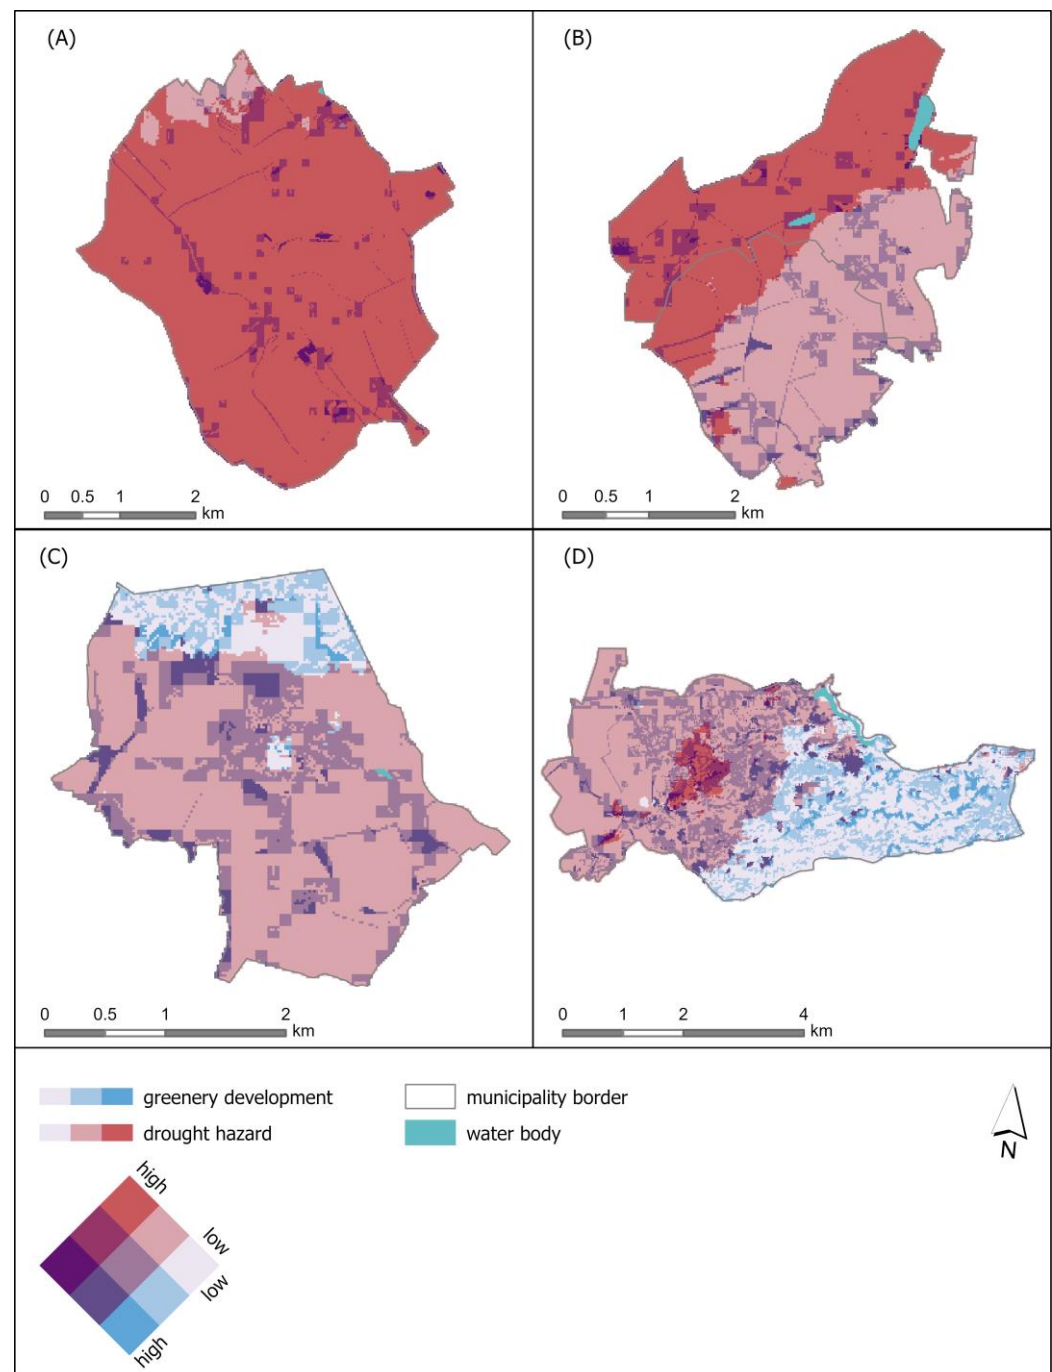 (A)
(B)
0 0.5 1 2
km
0 0.5 1 2
km
(C)
(D)
0 0.5 1 2
km
0 1 2 4
km
greenery development
municipality border
drought hazard
water body
N
high
low
low
high